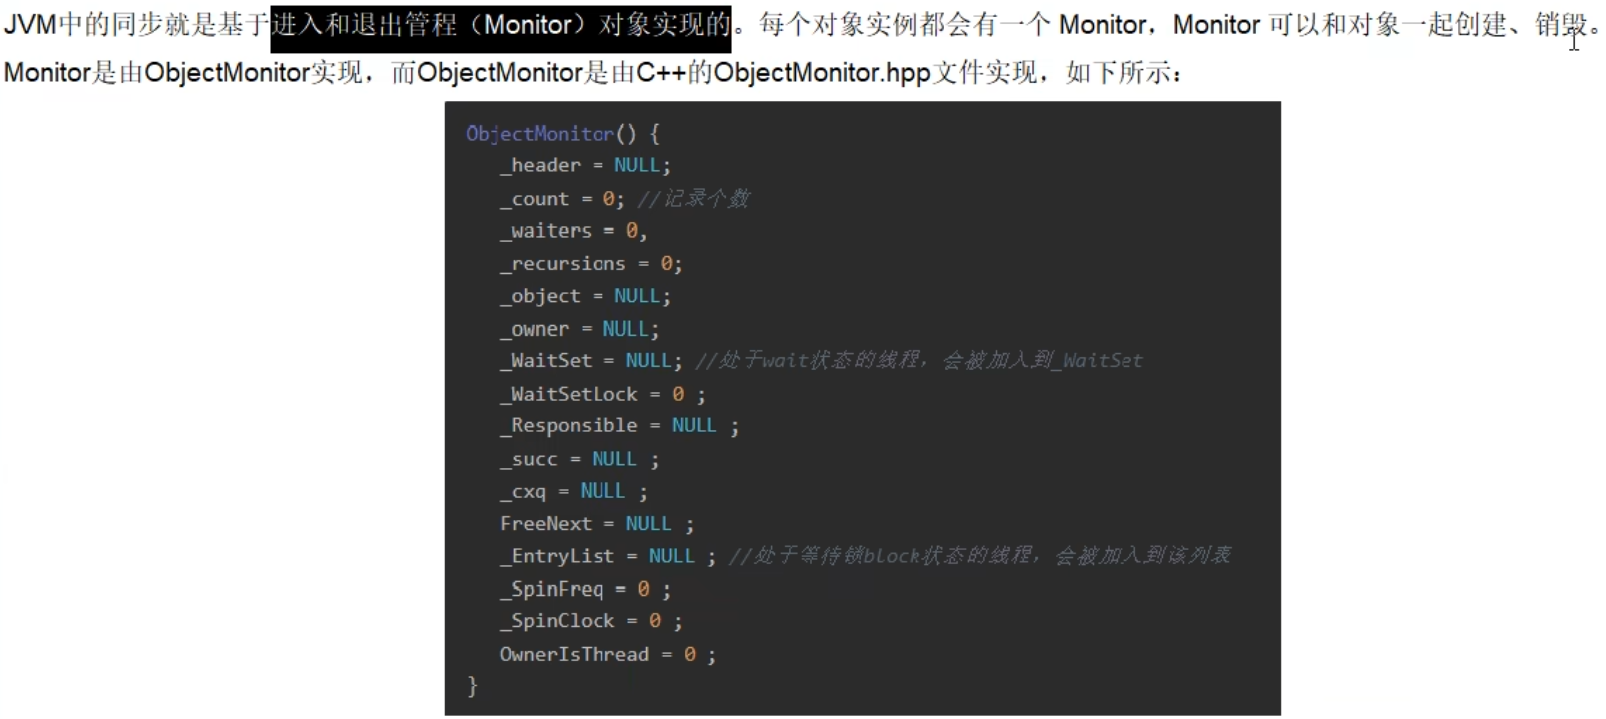 JVM中的同步就是基于进入和退出管程（Monitor）对象实现的。每个对象实例都会有一个 Monitor，Monitor 可以和对象一起创建、销毁。
Monitor是由ObjectMonitor实现，而ObjectMonitor是由C++的ObjectMonitor.hpp文件实现，如下所示：
ObjectMonitor() {
_header = NULL;
_count = 0; //记录个数
_waiters = 0,
_recursions = 0;
_object = NULL;
_owner = NULL;
_WaitSet = NULL; //处于wait状态的线程，会被加入到_WaitSet
_WaitSetLock = 0 ;
_Responsible = NULL ;
_succ = NULL ;
_cxq = NULL ;
FreeNext = NULL ;
_EntryList = NULL ; //处于等待锁block状态的线程，会被加入到该列表
_SpinFreq = 0 ;
_SpinClock = 0 ;
OwnerIsThread = 0 ;
}